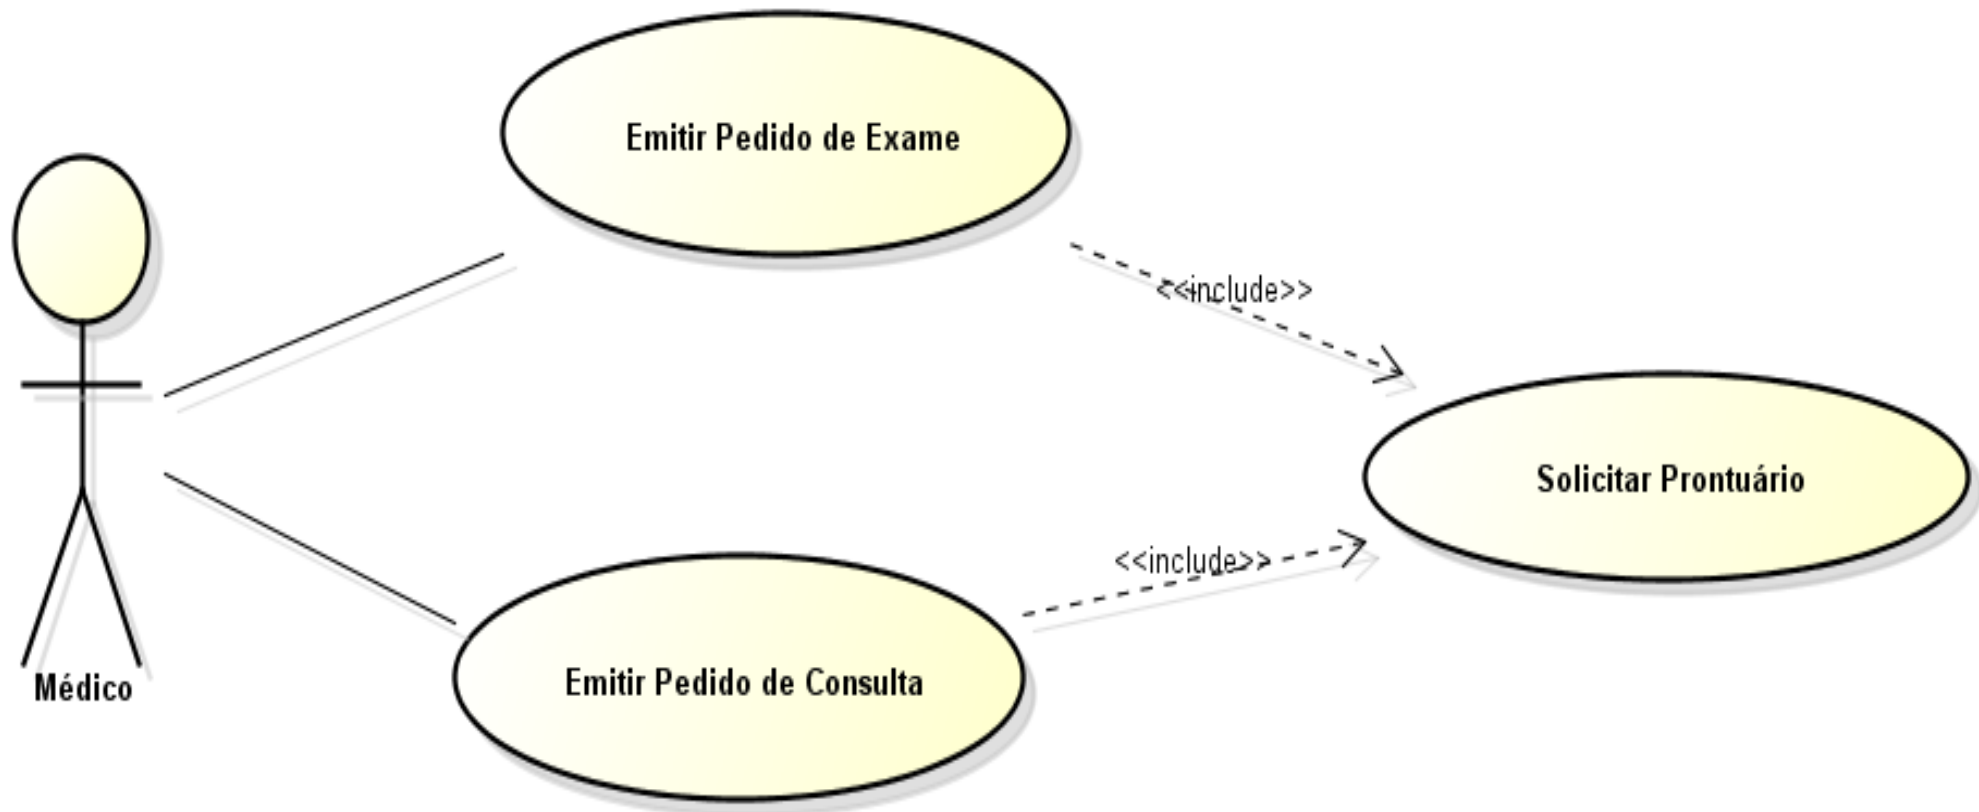 Emitir Pedido de Exame
<<include>>
Solicitar Prontuário
<<include>>
Emitir Pedido de Consulta
Médico